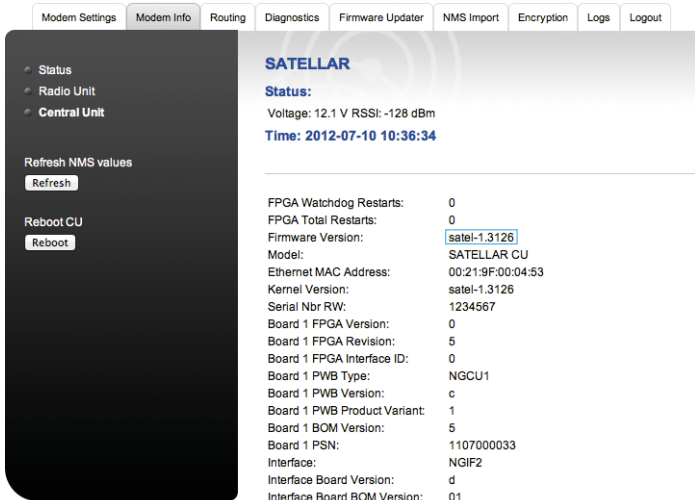 Modem Settings Modem Info Routing Diagnostics Firmware Updater NMS Import Encryption Logs Logout
Status
Radio Unit
Central Unit
Refresh NMS values
Refresh
Reboot CU
Reboot
SATELLAR
Status:
Voltage: 12.1 V RSSI: -128 dBm
Time: 2012-07-10 10:36:34
FPGA Watchdog Restarts: 0
FPGA Total Restarts: 0
Firmware Version: satel-1.3126
Model: SATELLAR CU
Ethernet MAC Address: 00:21:9F:00:04:53
Kernel Version: satel-1.3126
Serial Nbr RW: 1234567
Board 1 FPGA Version: 0
Board 1 FPGA Revision: 5
Board 1 FPGA Interface ID: 0
Board 1 PWB Type: NGCU1
Board 1 PWB Version: c
Board 1 PWB Product Variant: 1
Board 1 BOM Version: 5
Board 1 PSN: 1107000033
Interface: NGIF2
Interface Board Version: d
Interface Board BOM Version: 01